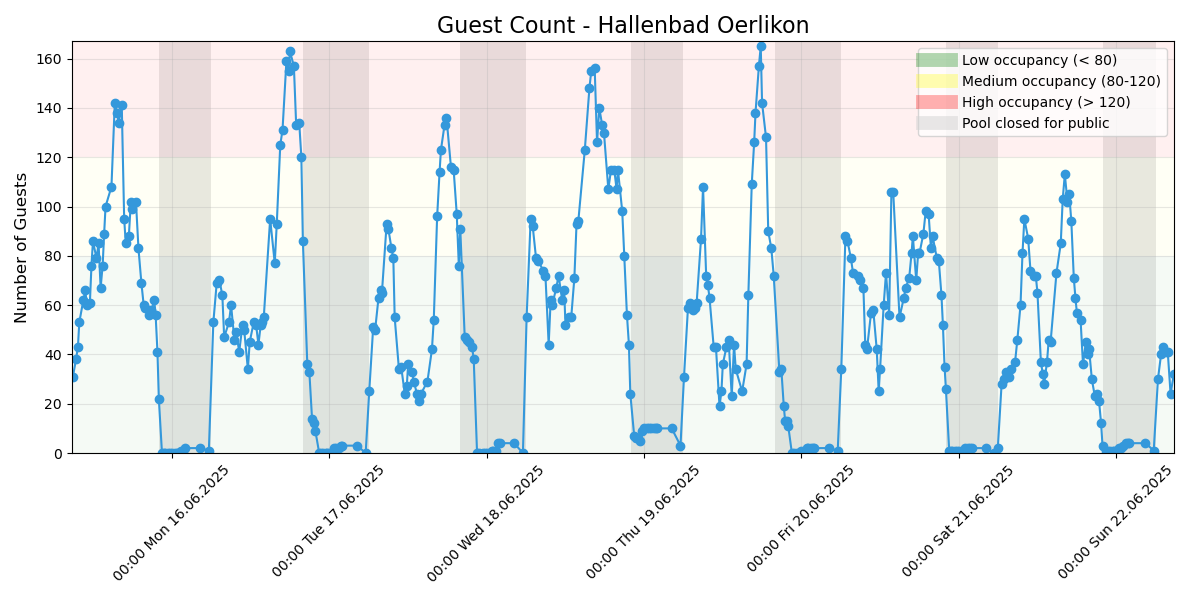 Guest Count - Hallenbad Oerlikon
Number of Guests
160
140
120
100
80
60
40
20
0
Low occupancy (< 80)
Medium occupancy (80-120)
High occupancy (> 120)
Pool closed for public
00:00 Mon 16.06.2025
00:00 Tue 17.06.2025
00:00 Wed 18.06.2025
00:00 Thu 19.06.2025
00:00 Fri 20.06.2025
00:00 Sat 21.06.2025
00:00 Sun 22.06.2025